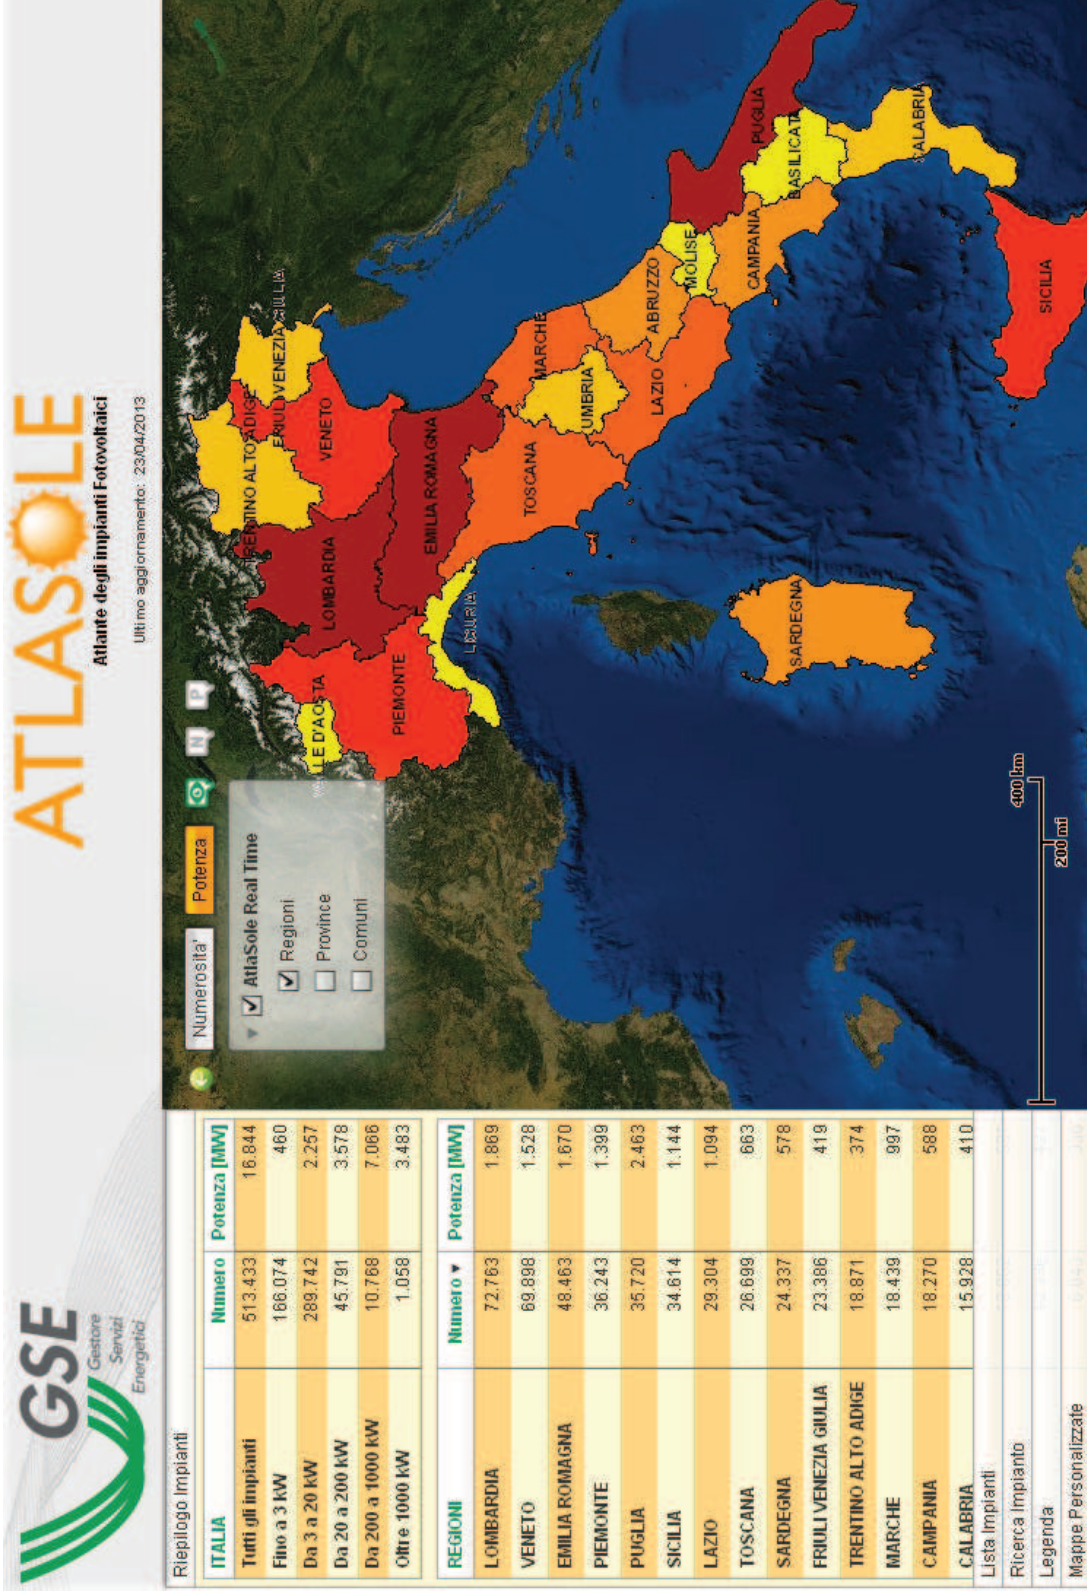 GSE
Gestore
Servizi
Energetici
ATLASOLE
Atlante degli impianti Fotovoltaici
Ultimo aggiornamento: 23/04/2013
Riepilogo Impianti
ITALIA Numero Potenza [MW]
Tutti gli impianti 513.433 16.844
Fino a 3 kW 166.074 460
Da 3 a 20 kW 289.742 2.257
Da 20 a 200 kW 45.791 3.578
Da 200 a 1000 kW 10.768 7.066
Oltre 1000 kW 1.058 3.483
REGIONI Numero ▼ Potenza [MW]
LOMBARDIA 72.763 1.869
VENETO 69.898 1.528
EMILIA ROMAGNA 48.463 1.670
PIEMONTE 36.243 1.399
PUGLIA 35.720 2.463
SICILIA 34.614 1.144
LAZIO 29.304 1.094
TOSCANA 26.699 663
SARDEGNA 24.337 578
FRIULI VENEZIA GIULIA 23.386 419
TRENTINO ALTO ADIGE 18.871 374
MARCHE 18.439 997
CAMPANIA 18.270 588
CALABRIA 15.928 410
Lista Impianti
Ricerca Impianto
Legenda
Mappe Personalizzate
Numerosita' Potenza N P
AtlaSole Real Time
Regioni
Province
Comuni
TRENTINO ALTO ADIGE
FRIULI VENEZIA GIULIA
VALLE D'AOSTA
LOMBARDIA
VENETO
PIEMONTE
EMILIA ROMAGNA
LIGURIA
TOSCANA
MARCHE
UMBRIA
LAZIO
ABRUZZO
MOLISE
CAMPANIA
PUGLIA
BASILICATA
SARDEGNA
CALABRIA
SICILIA
400 km
200 mi